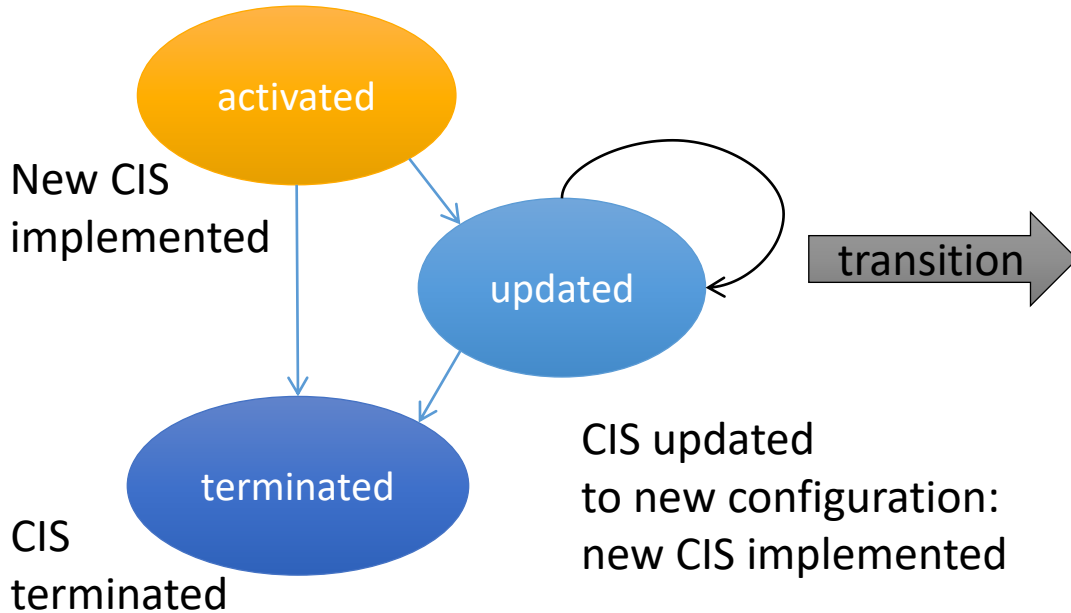 activated
New CIS
implemented
updated
transition
terminated
CIS updated
to new configuration:
new CIS implemented
CIS
terminated